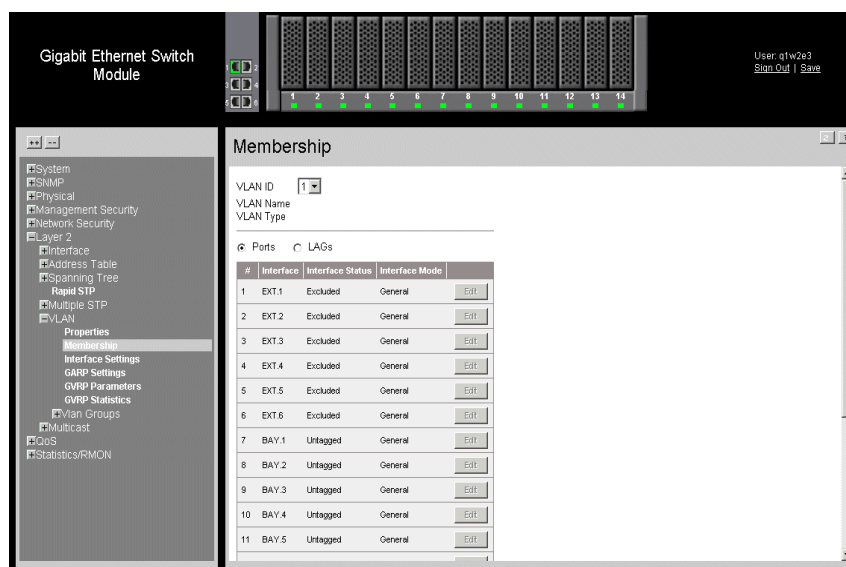 Gigabit Ethernet Switch
Module
1 2
3 4
5 6
1 2 3 4 5 6 7 8 9 10 11 12 13 14
User: q1w2e3
Sign Out | Save
++ --
System
SNMP
Physical
Management Security
Network Security
Layer 2
Interface
Address Table
Spanning Tree
Rapid STP
Multiple STP
VLAN
Properties
Membership
Interface Settings
GARP Settings
GVRP Parameters
GVRP Statistics
Vlan Groups
Multicast
QoS
Statistics/RMON
Membership
VLAN ID 1
VLAN Name
VLAN Type
Ports LAGs
# Interface Interface Status Interface Mode
1 EXT.1 Excluded General Edit
2 EXT.2 Excluded General Edit
3 EXT.3 Excluded General Edit
4 EXT.4 Excluded General Edit
5 EXT.5 Excluded General Edit
6 EXT.6 Excluded General Edit
7 BAY.1 Untagged General Edit
8 BAY.2 Untagged General Edit
9 BAY.3 Untagged General Edit
10 BAY.4 Untagged General Edit
11 BAY.5 Untagged General Edit